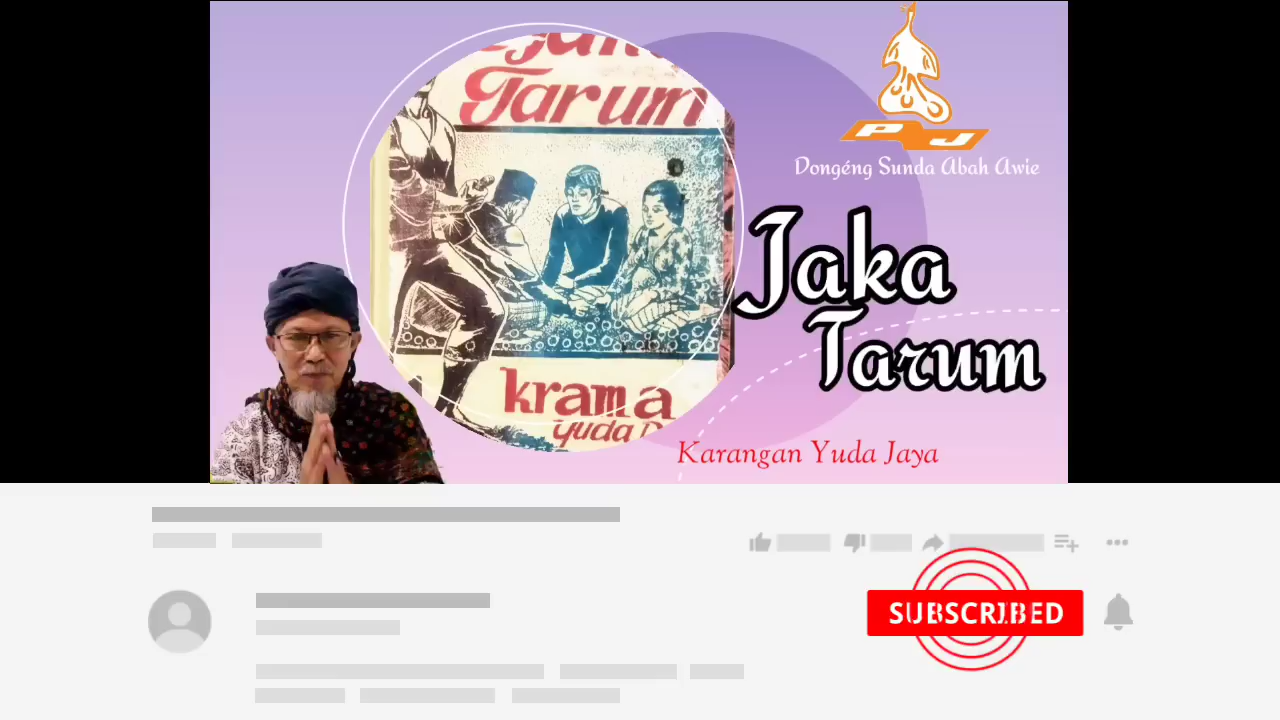 Tarum
krama
yuda
P J
Dongéng Sunda Abah Awie
Jaka
Tarum
Karangan Yuda Jaya
SUBSCRIBED